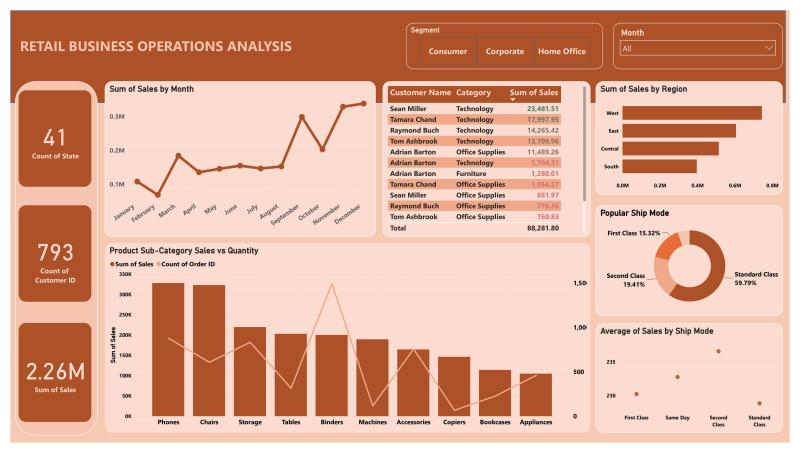 RETAIL BUSINESS OPERATIONS ANALYSIS
Segment
Consumer Corporate Home Office
Month
All
41
Count of State
793
Count of
Customer ID
2.26M
Sum of Sales
Sum of Sales by Month
0.3M
0.2M
0.1M
January February March April May June July August September October November December
Customer Name Category Sum of Sales
Sean Miller Technology 23,481.51
Tamara Chand Technology 17,997.95
Raymond Buch Technology 14,265.42
Tom Ashbrook Technology 13,709.96
Adrian Barton Office Supplies 11,489.26
Adrian Barton Technology 1,704.31
Adrian Barton Furniture 1,280.01
Tamara Chand Office Supplies 1,054.27
Sean Miller Office Supplies 881.97
Raymond Buch Office Supplies 776.36
Tom Ashbrook Office Supplies 760.83
Total 88,281.80
Sum of Sales by Region
West
East
Central
South
0.0M 0.2M 0.4M 0.6M 0.8M
Popular Ship Mode
First Class 15.32%
Second Class
19.41%
Standard Class
59.79%
Product Sub-Category Sales vs Quantity
Sum of Sales Count of Order ID
Sum of Sales
350K
300K
250K
200K
150K
100K
50K
0K
1,50
1,00
500
0
Phones Chairs Storage Tables Binders Machines Accessories Copiers Bookcases Appliances
Average of Sales by Ship Mode
235
230
First Class Same Day Second Class Standard Class